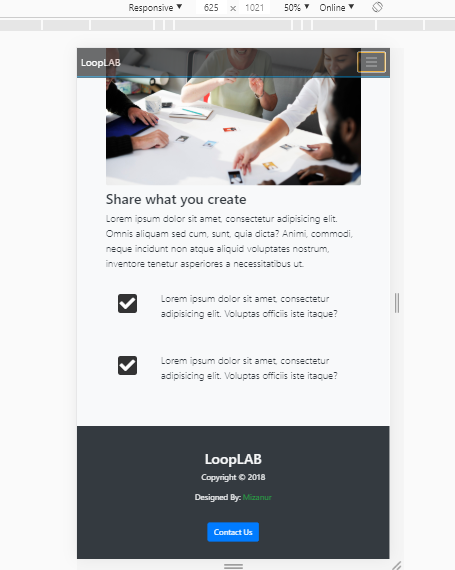 Responsive ▼ 625 × 1021 50% ▼ Online ▼
LoopLAB
Share what you create
Lorem ipsum dolor sit amet, consectetur adipisicing elit.
Omnis aliquam sed cum, sunt, quia dicta? Animi, commodi,
neque incidunt non atque aliquid voluptates nostrum,
inventore tenetur asperiores a necessitatibus ut.
Lorem ipsum dolor sit amet, consectetur
adipisicing elit. Voluptas officiis iste itaque?
Lorem ipsum dolor sit amet, consectetur
adipisicing elit. Voluptas officiis iste itaque?
LoopLAB
Copyright © 2018
Designed By: Mizanur
Contact Us